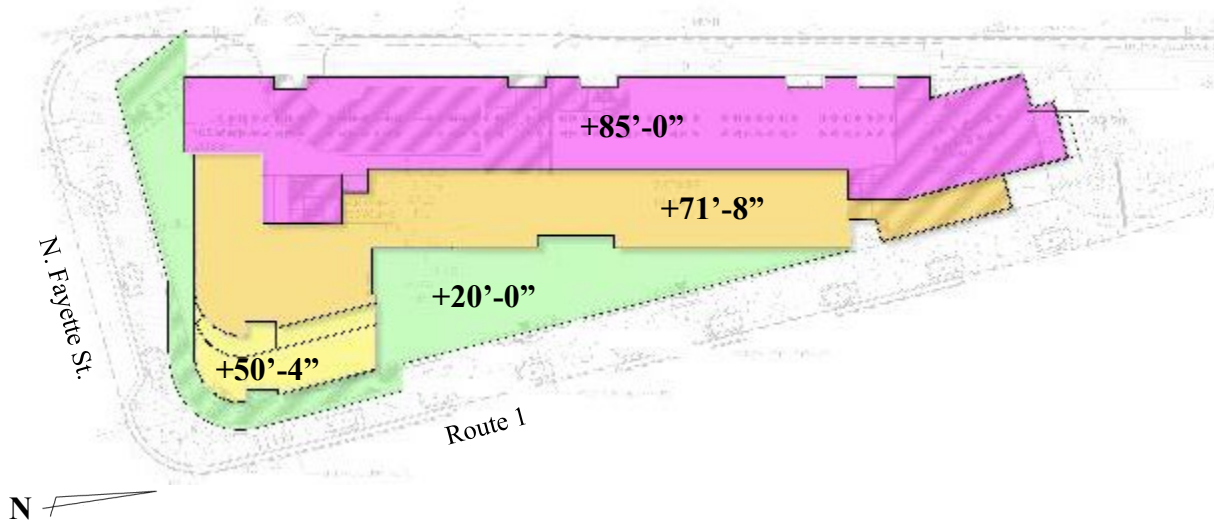 +85’-0”
+71’-8”
+20’-0”
+50’-4”
N. Fayette St.
Route 1
N